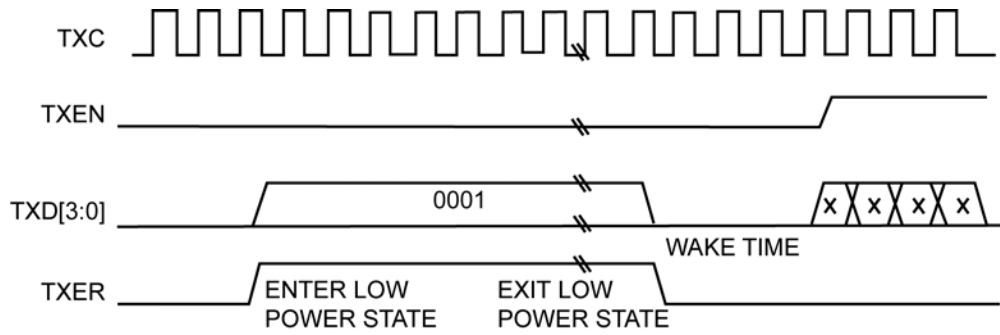 TXC
TXEN
TXD[3:0]
0001
X X X X
WAKE TIME
TXER
ENTER LOW
POWER STATE
EXIT LOW
POWER STATE